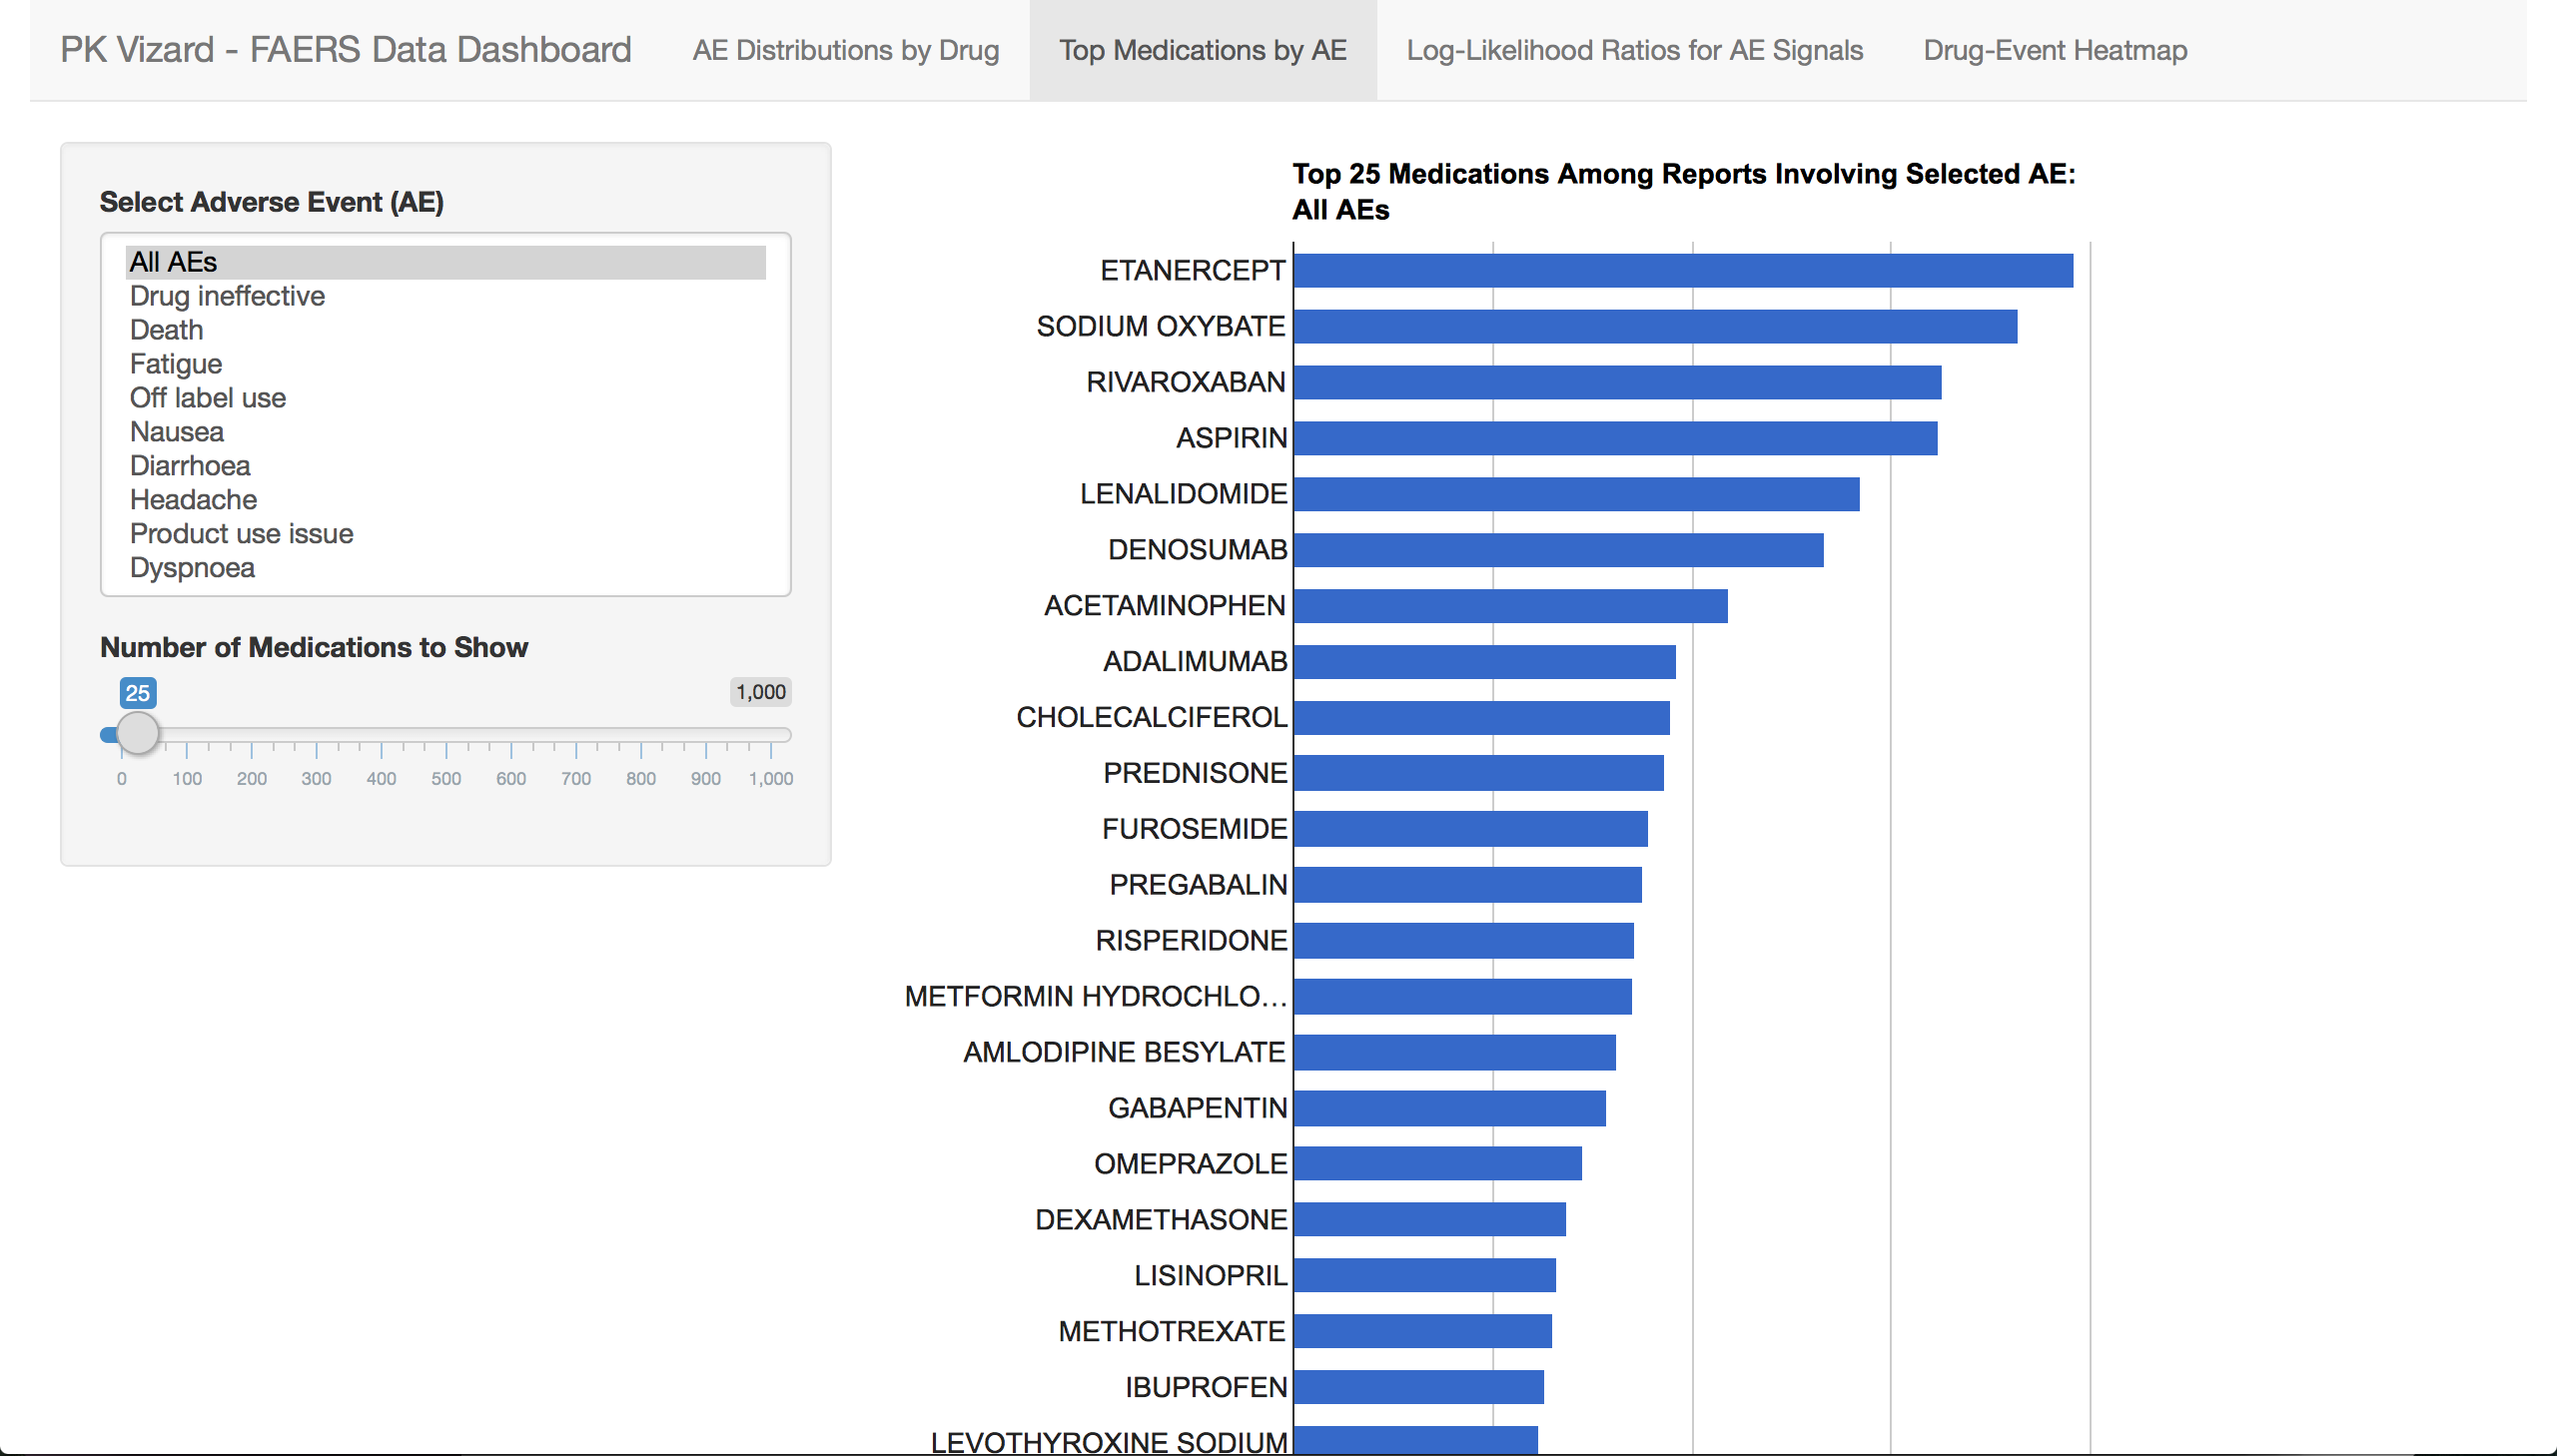 PK Vizard - FAERS Data Dashboard
AE Distributions by Drug
Top Medications by AE
Log-Likelihood Ratios for AE Signals
Drug-Event Heatmap
Select Adverse Event (AE)
All AEs
Drug ineffective
Death
Fatigue
Off label use
Nausea
Diarrhoea
Headache
Product use issue
Dyspnoea
Number of Medications to Show
25
1,000
0 100 200 300 400 500 600 700 800 900 1,000
Top 25 Medications Among Reports Involving Selected AE:
All AEs
ETANERCEPT
SODIUM OXYBATE
RIVAROXABAN
ASPIRIN
LENALIDOMIDE
DENOSUMAB
ACETAMINOPHEN
ADALIMUMAB
CHOLECALCIFEROL
PREDNISONE
FUROSEMIDE
PREGABALIN
RISPERIDONE
METFORMIN HYDROCHLO…
AMLODIPINE BESYLATE
GABAPENTIN
OMEPRAZOLE
DEXAMETHASONE
LISINOPRIL
METHOTREXATE
IBUPROFEN
LEVOTHYROXINE SODIUM